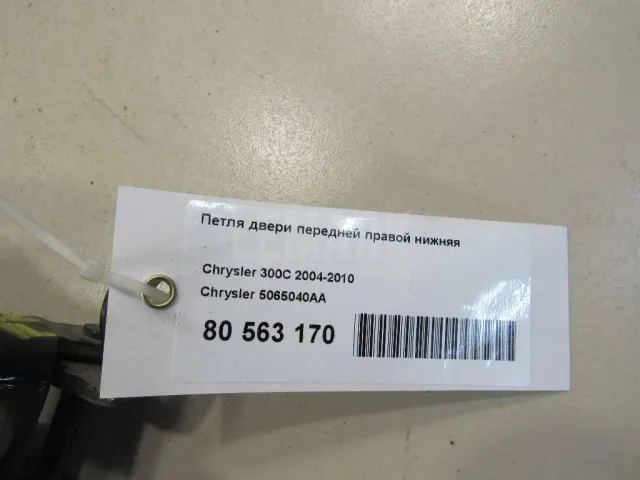 Петля двери передней правой нижняя
Chrysler 300C 2004-2010
Chrysler 5065040AA
80 563 170